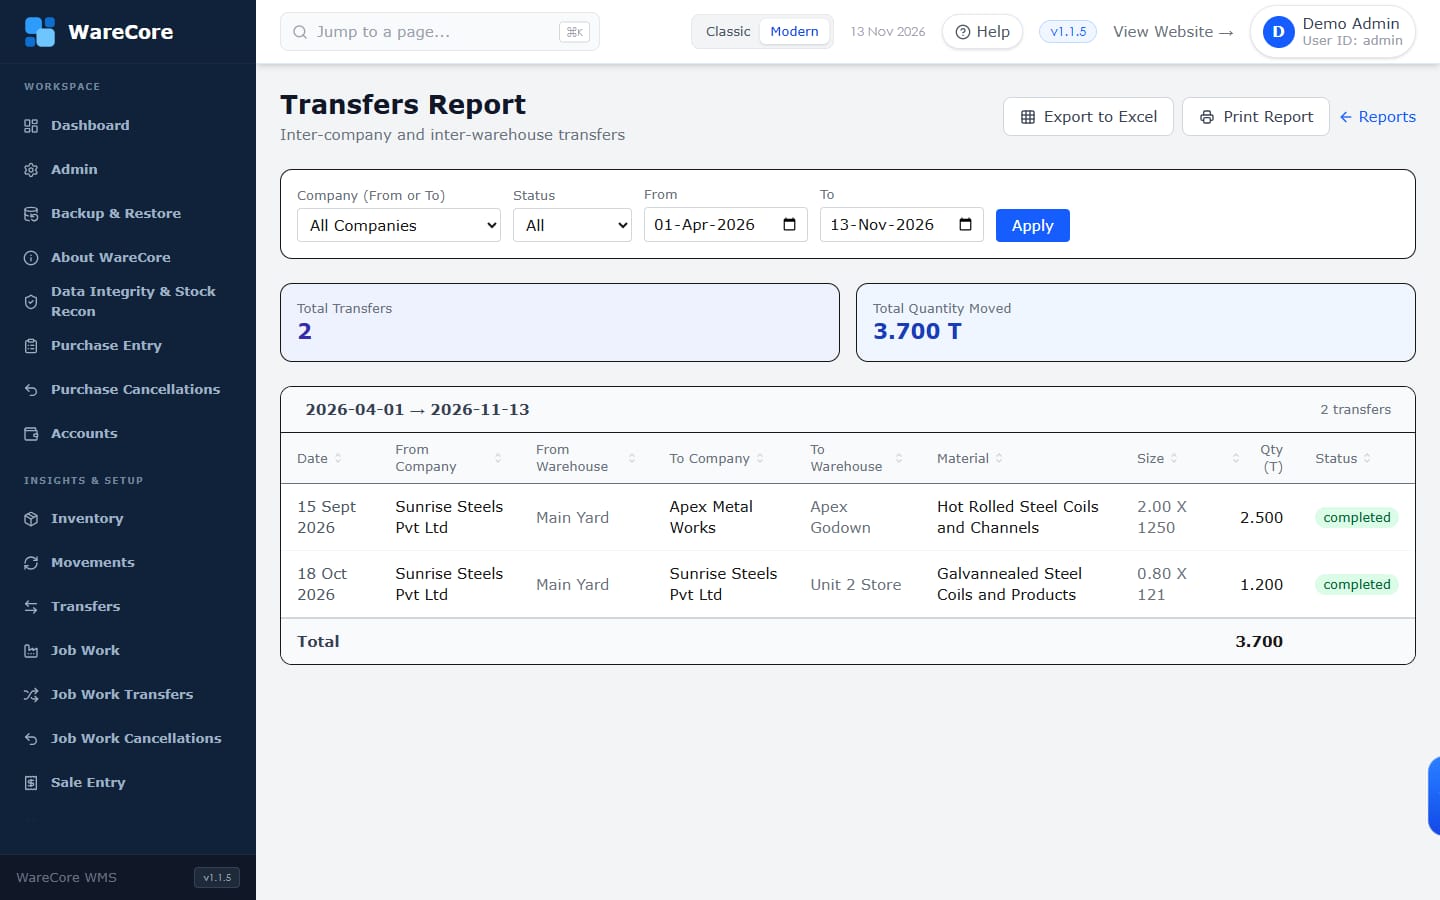 WareCore
Jump to a page...
⌘K
Classic
Modern
13 Nov 2026
Help
v1.1.5
View Website →
D
Demo Admin
User ID: admin
WORKSPACE
Dashboard
Admin
Backup & Restore
About WareCore
Data Integrity & Stock
Recon
Purchase Entry
Purchase Cancellations
Accounts
INSIGHTS & SETUP
Inventory
Movements
Transfers
Job Work
Job Work Transfers
Job Work Cancellations
Sale Entry
WareCore WMS
v1.1.5
Transfers Report
Inter-company and inter-warehouse transfers
Export to Excel
Print Report
← Reports
Company (From or To)
Status
From
To
All Companies
All
01-Apr-2026
13-Nov-2026
Apply
Total Transfers
2
Total Quantity Moved
3.700 T
2026-04-01 → 2026-11-13
2 transfers
Date
From
Company
From
Warehouse
To Company
To
Warehouse
Material
Size
Qty
(T)
Status
15 Sept
2026
Sunrise Steels
Pvt Ltd
Main Yard
Apex Metal
Works
Apex
Godown
Hot Rolled Steel Coils
and Channels
2.00 X
1250
2.500
completed
18 Oct
2026
Sunrise Steels
Pvt Ltd
Main Yard
Sunrise Steels
Pvt Ltd
Unit 2 Store
Galvannealed Steel
Coils and Products
0.80 X
121
1.200
completed
Total
3.700